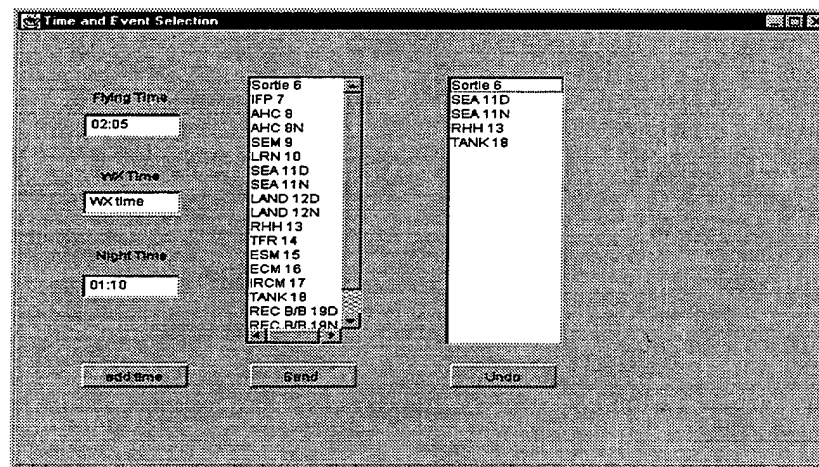 Time and Event Selection
Flying Time
02:05
WX Time
WX time
Night Time
01:10
add time
Sortie 6
IFP 7
AHC 8
AHC 8N
SEM 9
LRN 10
SEA 11D
SEA 11N
LAND 12D
LAND 12N
RHH 13
TFR 14
ESM 15
ECM 16
IRCM 17
TANK 18
REC B/B 19D
REC B/B 19N
Send
Sortie 6
SEA 11D
SEA 11N
RHH 13
TANK 18
Undo